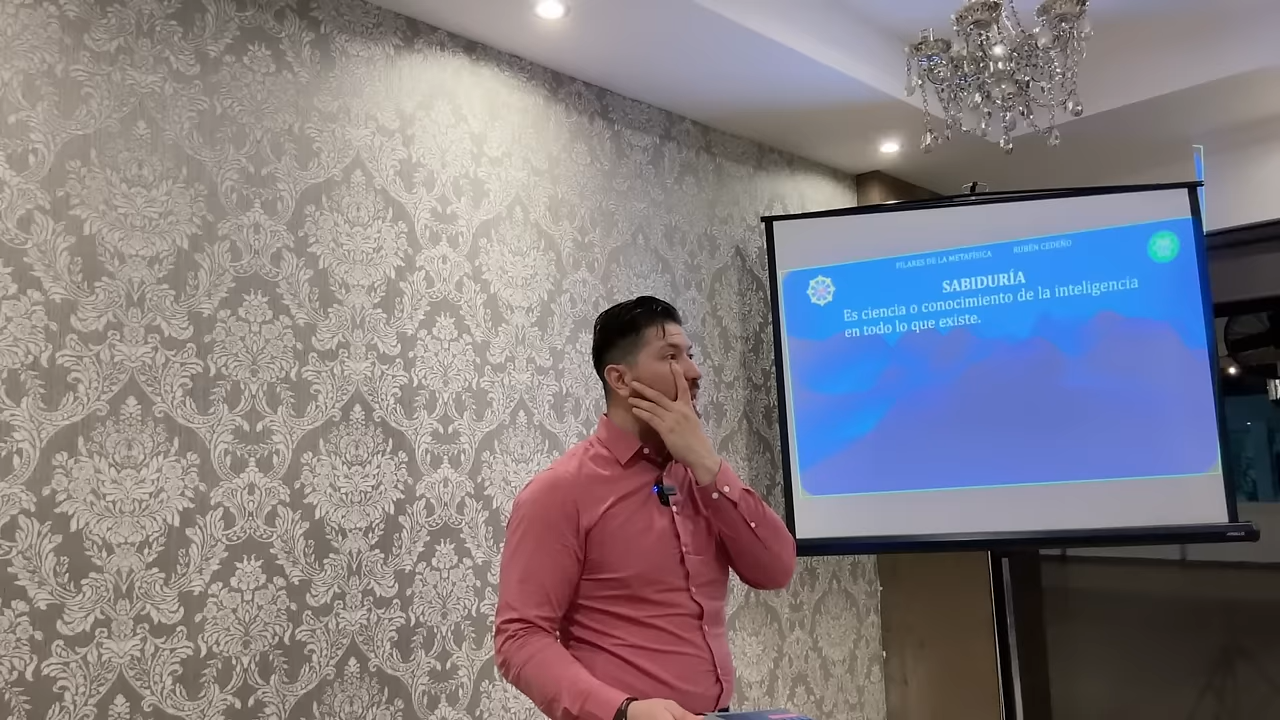 PILARES DE LA METAFÍSICA RUBÉN CEDEÑO
SABIDURÍA
Es ciencia o conocimiento de la inteligencia
en todo lo que existe.